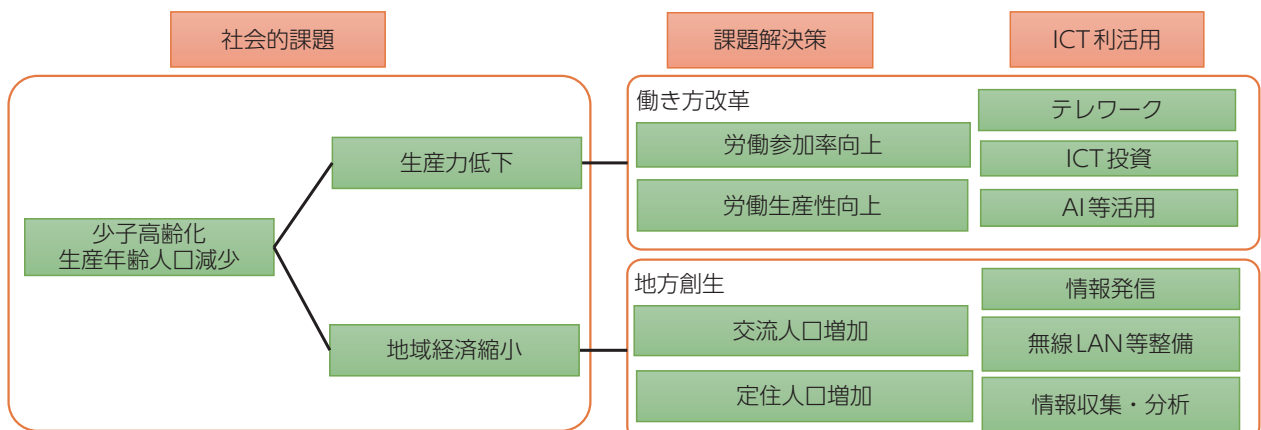 社会的課題
課題解決策
ICT利活用
少子高齢化
生産年齢人口減少
生産力低下
地域経済縮小
働き方改革
労働参加率向上
労働生産性向上
テレワーク
ICT投資
AI等活用
地方創生
交流人口増加
定住人口増加
情報発信
無線LAN等整備
情報収集・分析